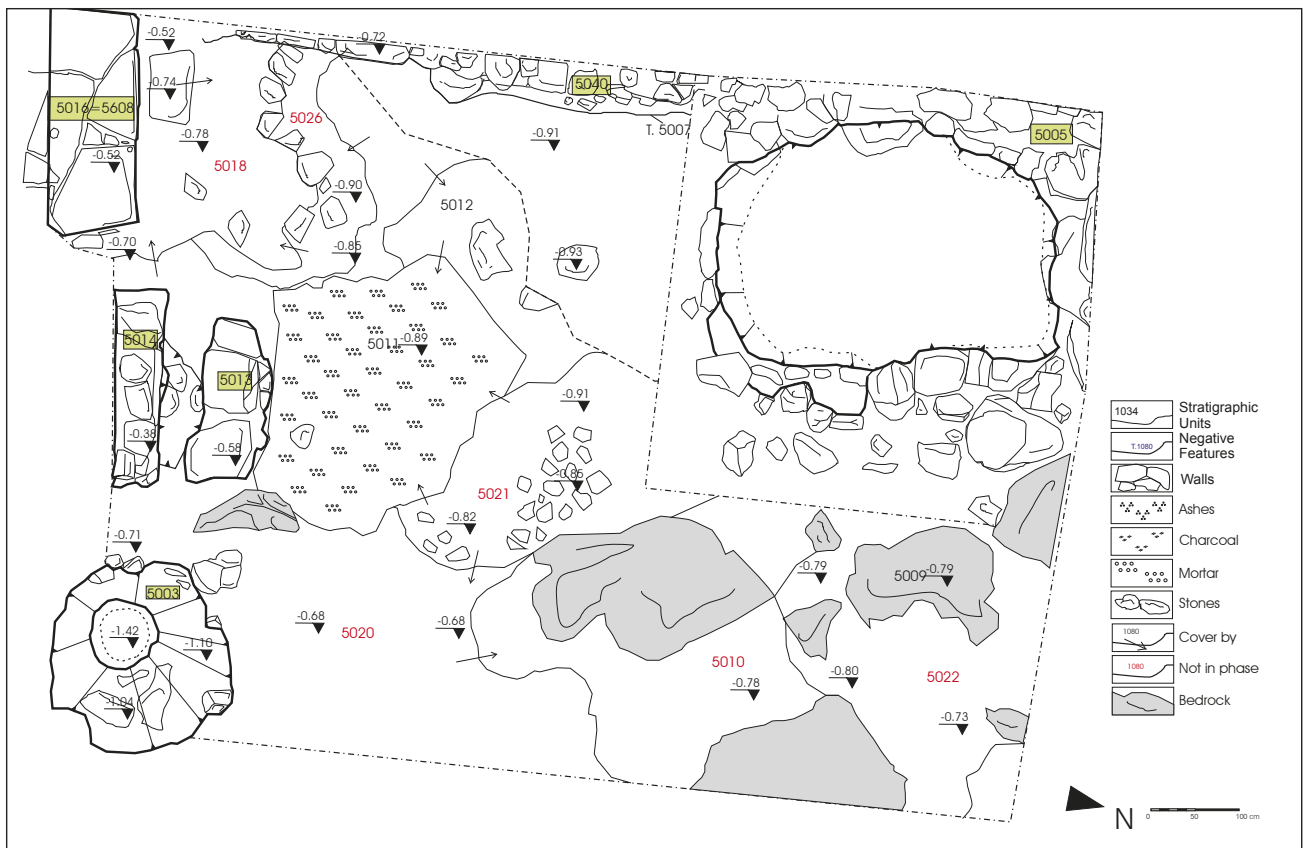 -0.52
-0.72
-0.74
5040
5016=5608
5026
T. 5007
5005
-0.78
-0.91
-0.52
5018
-0.90
5012
-0.70
-0.85
-0.93
5014
5011
-0.89
5013
-0.91
-0.38
-0.58
-0.85
5021
-0.82
-0.71
-0.79
5009
-0.79
5003
-0.68
-0.68
-1.42
5020
-1.10
5010
-0.80
5022
-0.78
-1.04
-0.73
1034
Stratigraphic
Units
T.1080
Negative
Features
Walls
Ashes
Charcoal
Mortar
Stones
1080
Cover by
1080
Not in phase
Bedrock
N
0 50 100 cm